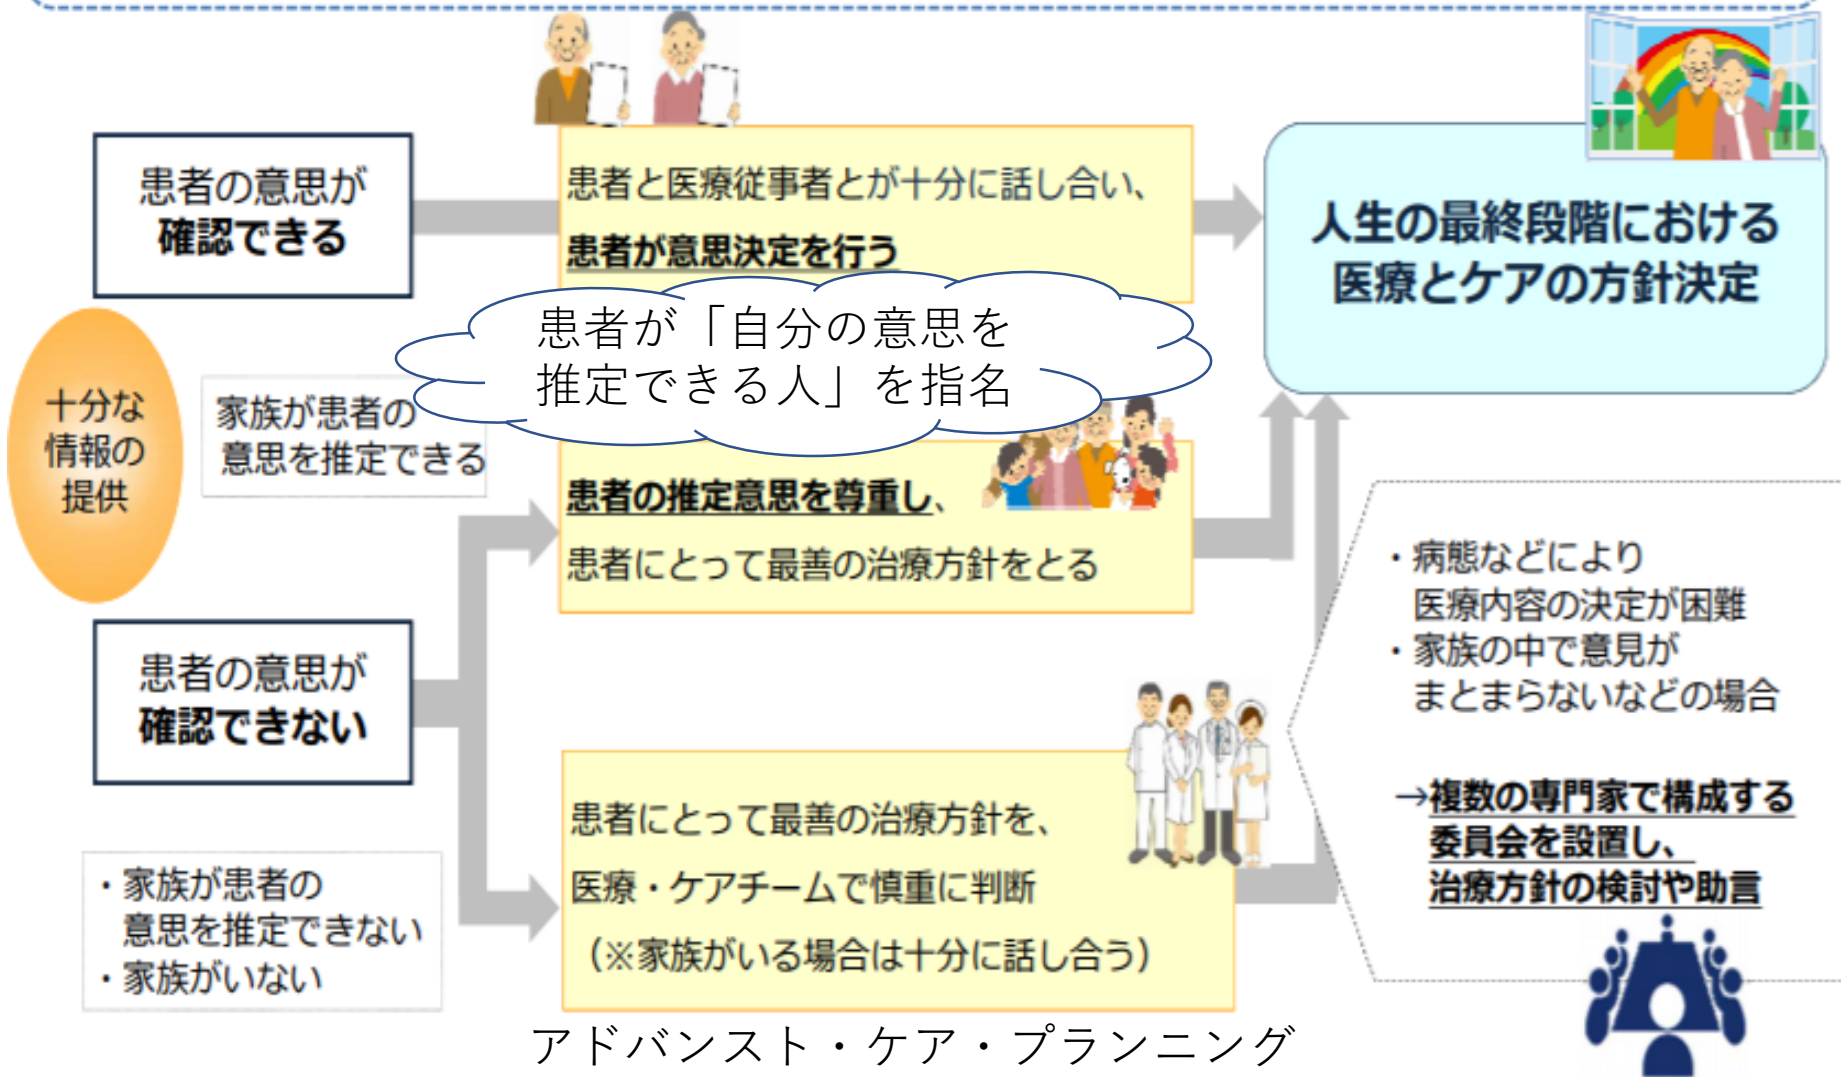 患者の意思が
確認できる
患者と医療従事者とが十分に話し合い、
患者が意思決定を行う
人生の最終段階における
医療とケアの方針決定
患者が「自分の意思を
推定できる人」を指名
十分な
情報の
提供
家族が患者の
意思を推定できる
患者の推定意思を尊重し、
患者にとって最善の治療方針をとる
・病態などにより
医療内容の決定が困難
・家族の中で意見が
まとまらないなどの場合
→複数の専門家で構成する
委員会を設置し、
治療方針の検討や助言
患者の意思が
確認できない
・家族が患者の
意思を推定できない
・家族がいない
患者にとって最善の治療方針を、
医療・ケアチームで慎重に判断
（※家族がいる場合は十分に話し合う）
アドバンスト・ケア・プランニング